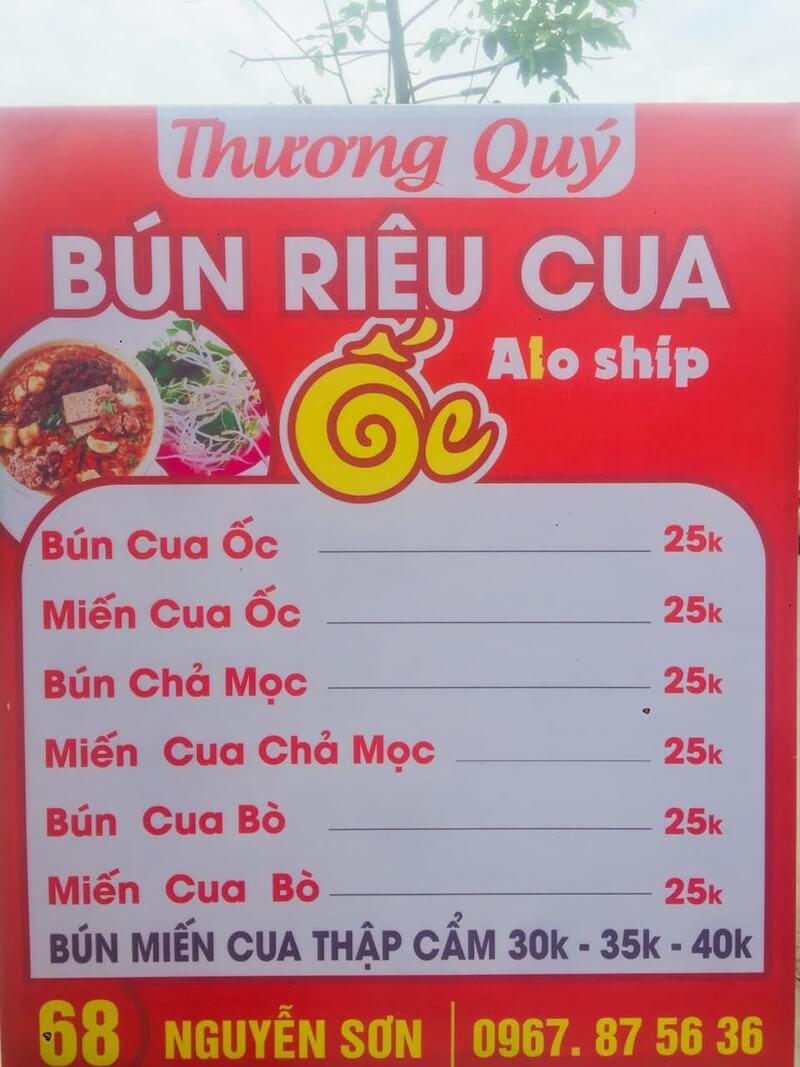 Thương Quý
BÚN RIÊU CUA
Ốc
Alo ship
Bún Cua Ốc 25k
Miến Cua Ốc 25k
Bún Chả Mọc 25k
Miến Cua Chả Mọc 25k
Bún Cua Bò 25k
Miến Cua Bò 25k
BÚN MIẾN CUA THẬP CẨM 30k - 35k - 40k
68 NGUYỄN SƠN 0967. 87 56 36